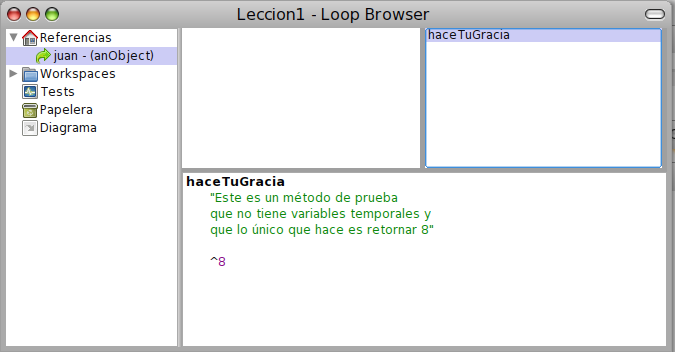 Leccion1 - Loop Browser
Referencias
juan - (anObject)
Workspaces
Tests
Papelera
Diagrama
haceTuGracia
haceTuGracia
"Este es un método de prueba
que no tiene variables temporales y
que lo único que hace es retornar 8"
^8